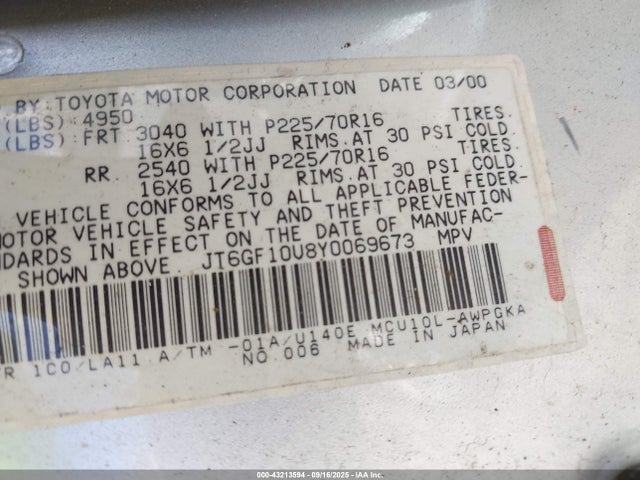 BY: TOYOTA MOTOR CORPORATION DATE 03/00
(LBS): 4950
(LBS): FRT 3040 WITH P225/70R16 TIRES.
16X6 1/2JJ RIMS.AT 30 PSI COLD.
RR. 2540 WITH P225/70R16 TIRES.
16X6 1/2JJ RIMS.AT 30 PSI COLD.
VEHICLE CONFORMS TO ALL APPLICABLE FEDER-
MOTOR VEHICLE SAFETY AND THEFT PREVENTION
NDARDS IN EFFECT ON THE DATE OF MANUFAC-
SHOWN ABOVE. JT6GF10U8Y0069673 MPV
TR 1C0/LA11 A/TM -01A/U140E MCU10L-AWPGKA
NO.006 MADE IN JAPAN
000-43213594 (09/16/2025) © IAA Inc.